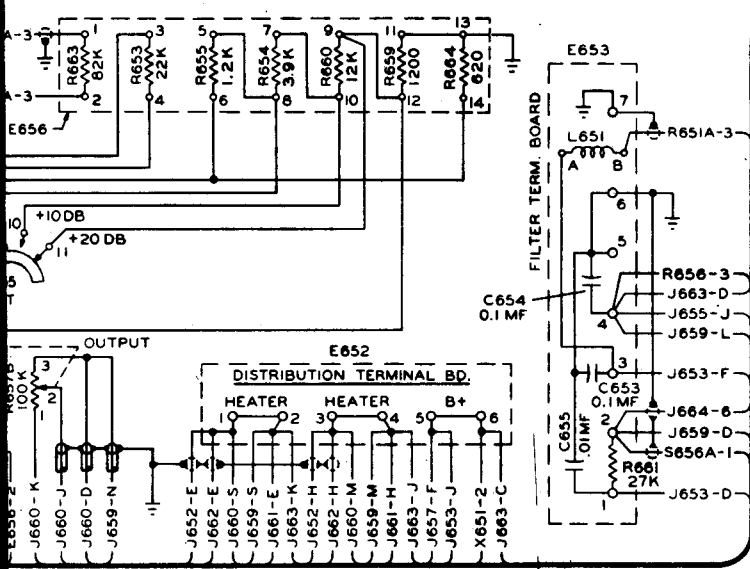 A-3
1
3
5
7
9
11
13
R663
82K
R653
22K
R655
1.2K
R654
3.9K
R660
12K
R659
1200
R664
620
A-3
2
4
6
8
10
12
14
E656
10
+10 DB
+20 DB
11
T
E653
FILTER TERM. BOARD
7
L651
A
B
R651A-3
6
5
C654
0.1 MF
4
R656-3
J663-D
J655-J
J659-L
3
J653-F
C653
0.1 MF
C655
.01 MF
2
J664-6
J659-D
S656A-1
R661
27K
1
J653-D
OUTPUT
R657B
100 K
3
2
1
E656-2
J660-K
J660-J
J660-D
J659-N
E652
DISTRIBUTION TERMINAL BD.
HEATER
HEATER
B+
1
2
3
4
5
6
J652-E
J662-E
J660-S
J659-S
J661-E
J663-K
J652-H
J662-H
J660-M
J659-M
J661-H
J663-J
J657-F
J653-J
X651-2
J663-C